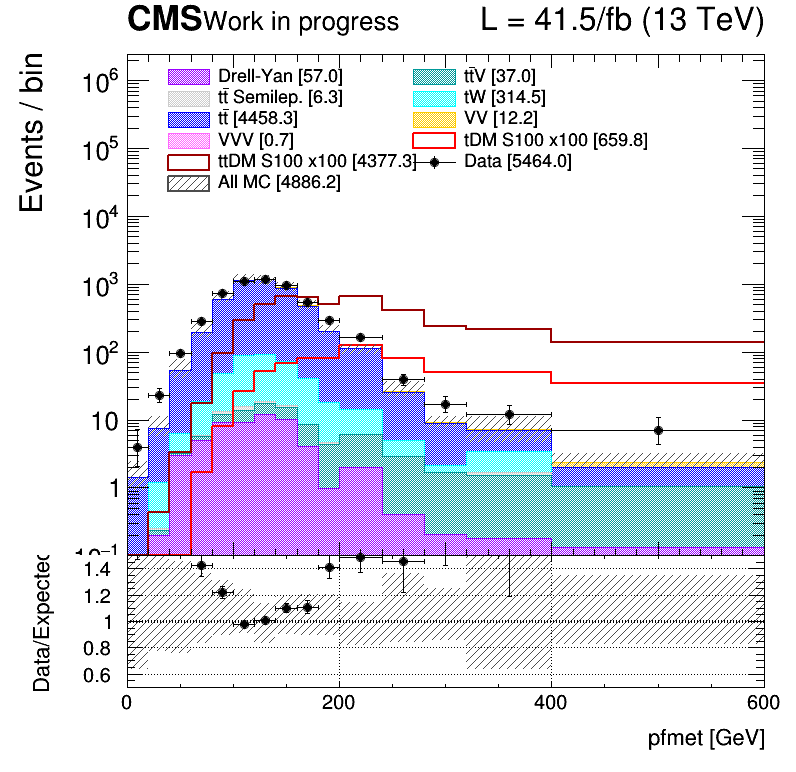 CMS Work in progress L = 41.5/fb (13 TeV)
Events / bin
Drell-Yan [57.0] tt̄V [37.0]
tt̄ Semilep. [6.3] tW [314.5]
tt̄ [4458.3] VV [12.2]
VVV [0.7] tDM S100 x100 [659.8]
ttDM S100 x100 [4377.3] Data [5464.0]
All MC [4886.2]
10⁶
10⁵
10⁴
10³
10²
10
1
10⁻¹
Data/Expected
1.4
1.2
1
0.8
0.6
0 200 400 600
pfmet [GeV]